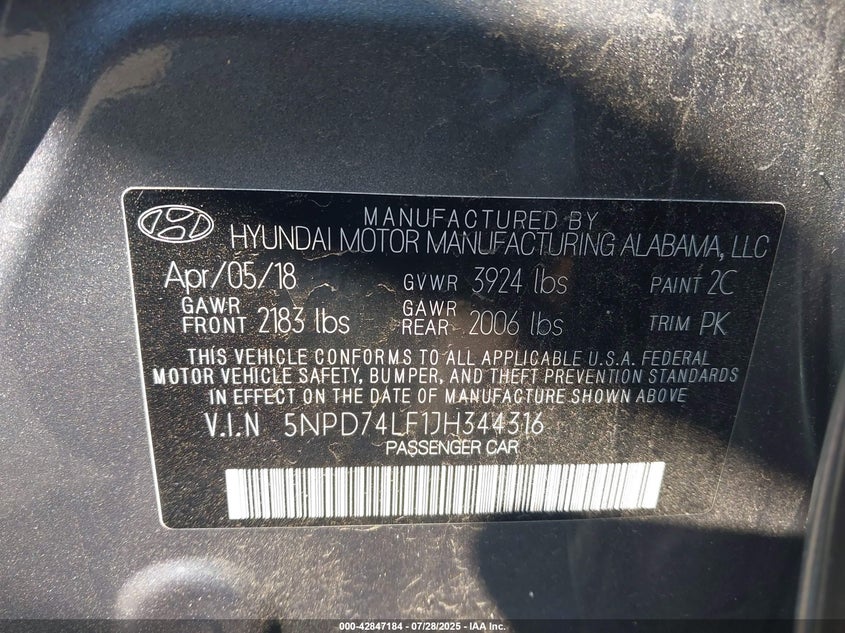 MANUFACTURED BY
HYUNDAI MOTOR MANUFACTURING ALABAMA, LLC
Apr/05/18 GVWR 3924 lbs PAINT 2C
GAWR FRONT 2183 lbs GAWR REAR 2006 lbs TRIM PK
THIS VEHICLE CONFORMS TO ALL APPLICABLE U.S.A. FEDERAL
MOTOR VEHICLE SAFETY, BUMPER, AND THEFT PREVENTION STANDARDS
IN EFFECT ON THE DATE OF MANUFACTURE SHOWN ABOVE
V.I.N 5NPD74LF1JH344316
PASSENGER CAR
000-42847184 - 07/28/2025 - IAA Inc.